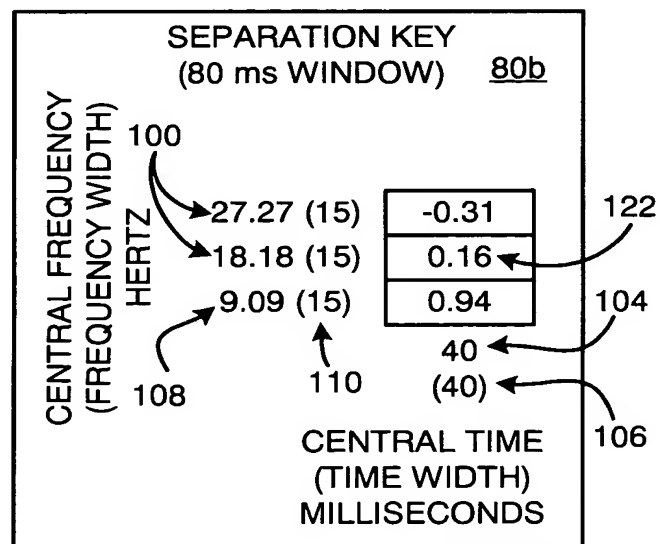 SEPARATION KEY
(80 ms WINDOW) 80b
CENTRAL FREQUENCY
(FREQUENCY WIDTH)
HERTZ
100
27.27 (15) -0.31
122
18.18 (15) 0.16
9.09 (15) 0.94
104
40
108
110
(40)
106
CENTRAL TIME
(TIME WIDTH)
MILLISECONDS